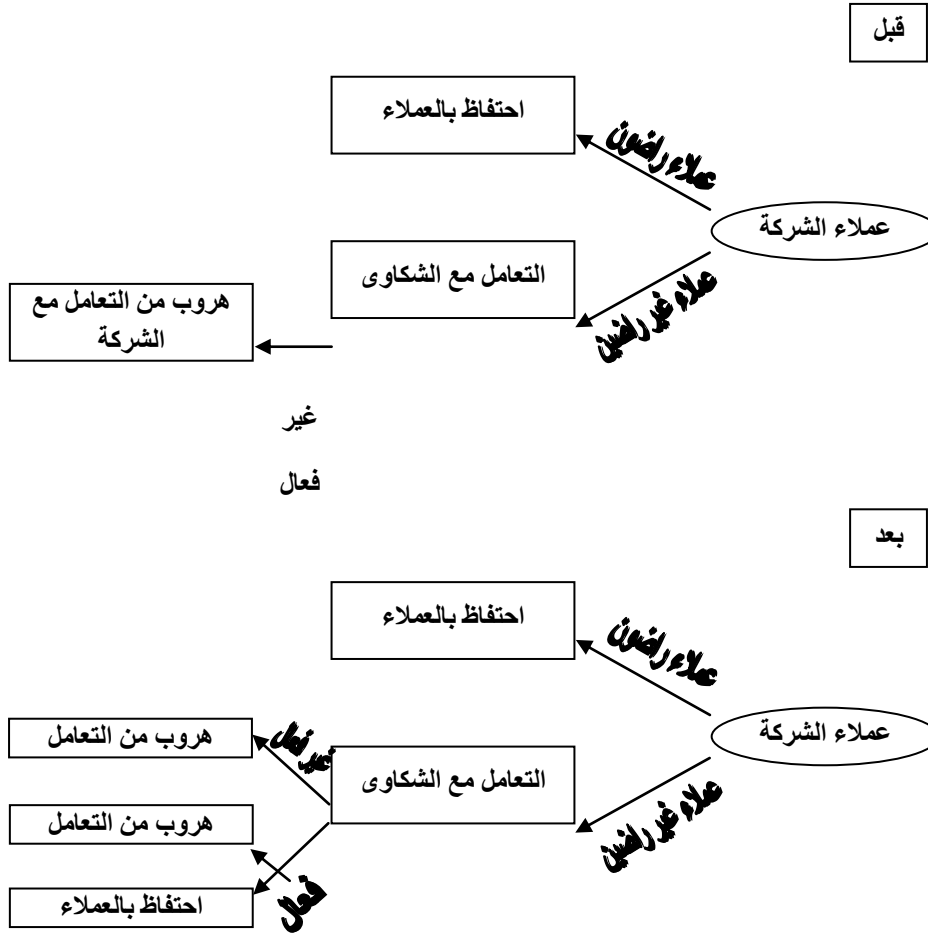 قبل
احتفاظ بالعملاء
عملاء راضون
عملاء الشركة
التعامل مع الشكاوى
عملاء غير راضين
هروب من التعامل مع
الشركة
غير
فعال
بعد
احتفاظ بالعملاء
عملاء راضون
عملاء الشركة
التعامل مع الشكاوى
عملاء غير راضين
غير فعال
هروب من التعامل
هروب من التعامل
فعال
احتفاظ بالعملاء